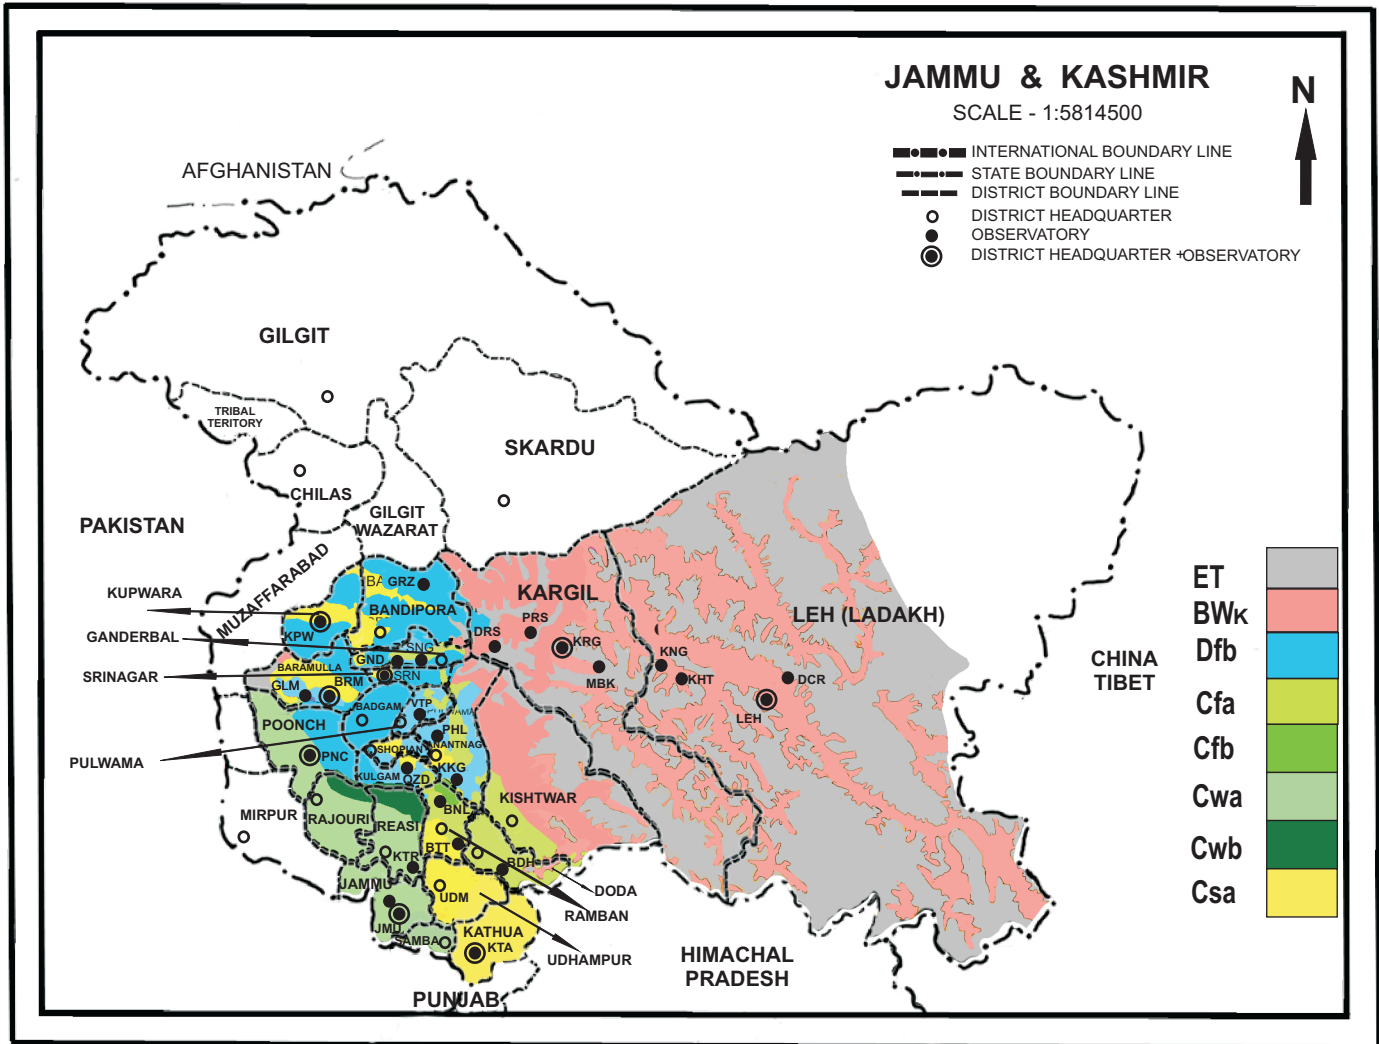 JAMMU & KASHMIR
SCALE - 1:5814500
N
INTERNATIONAL BOUNDARY LINE
STATE BOUNDARY LINE
DISTRICT BOUNDARY LINE
DISTRICT HEADQUARTER
OBSERVATORY
DISTRICT HEADQUARTER +OBSERVATORY
AFGHANISTAN
GILGIT
TRIBAL
TERITORY
SKARDU
CHILAS
GILGIT
WAZARAT
PAKISTAN
MUZAFFARABAD
KUPWARA
GANDERBAL
SRINAGAR
PULWAMA
BA GRZ
BANDIPORA
KPW
DRS
PRS
KARGIL
KRG
MBK
LEH (LADAKH)
KNG
KHT
DCR
LEH
CHINA
TIBET
SNG
GND
BARAMULLA
SRN
GLM
BRM
BADGAM
VTP
POONCH
PNC
PHL
SHOPIAN
ANANTNAG
KULGAM
QZD
KKG
KISHTWAR
MIRPUR
RAJOURI
REASI
BNL
BTT
KTR
BDH
DODA
RAMBAN
JAMMU
UDM
JMU
SAMBA
KATHUA
KTA
UDHAMPUR
HIMACHAL
PRADESH
PUNJAB
ET
BWK
Dfb
Cfa
Cfb
Cwa
Cwb
Csa